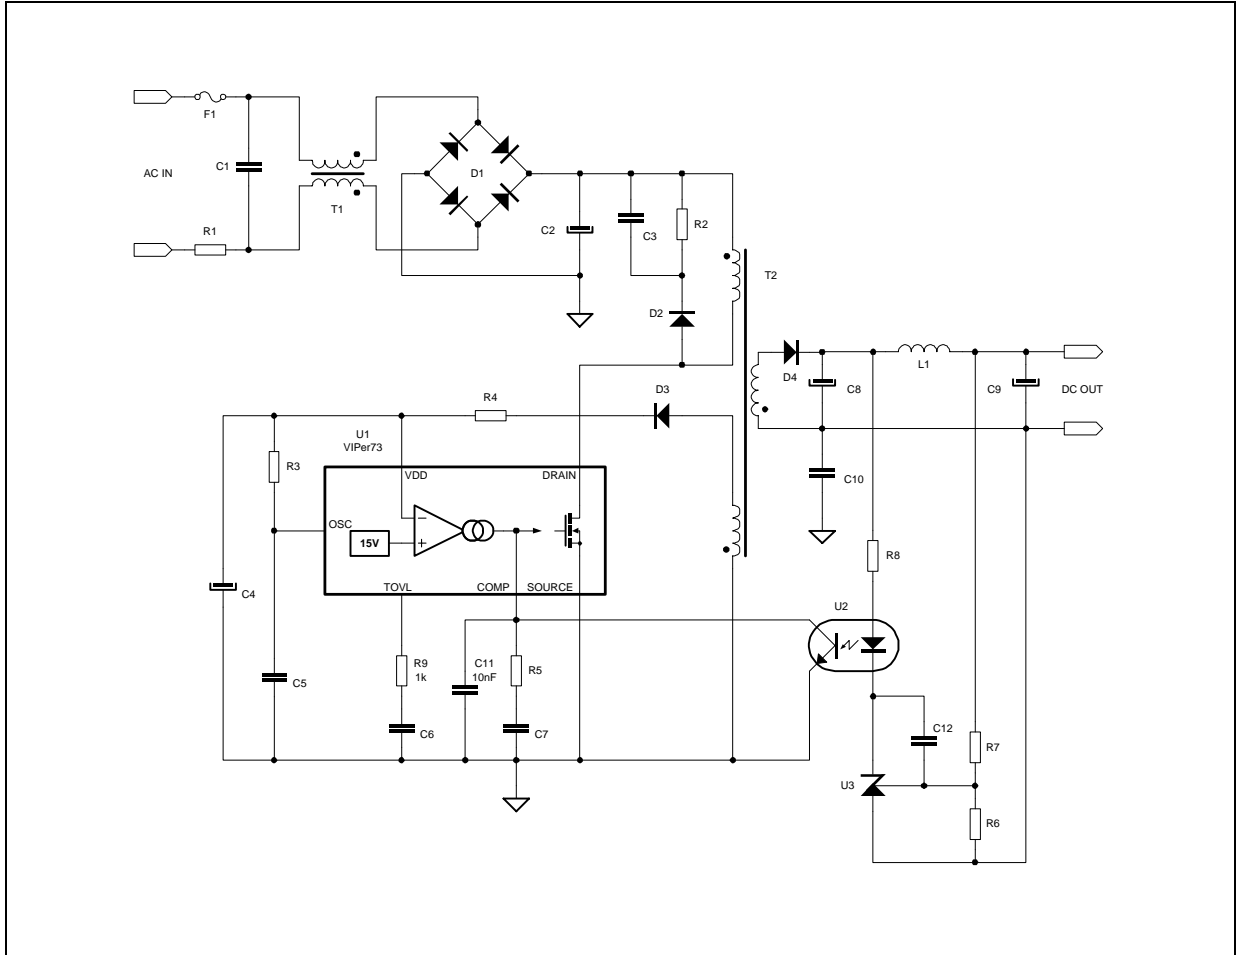 F1
C1
AC IN
T1
R1
D1
C2
C3
R2
D2
T2
D4
C8
L1
C9
DC OUT
C10
R4
D3
U1
VIPer73
R3
VDD
DRAIN
OSC
15V
−
+
TOVL
COMP
SOURCE
C4
R8
U2
R9
1k
C11
10nF
R5
C5
C6
C7
C12
R7
U3
R6